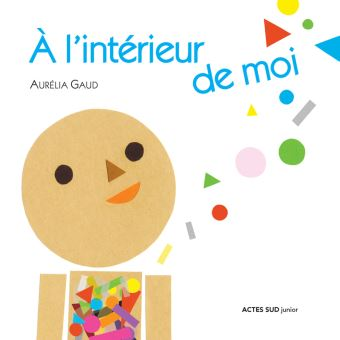 À l'intérieur
de moi
AURÉLIA GAUD
ACTES SUD junior